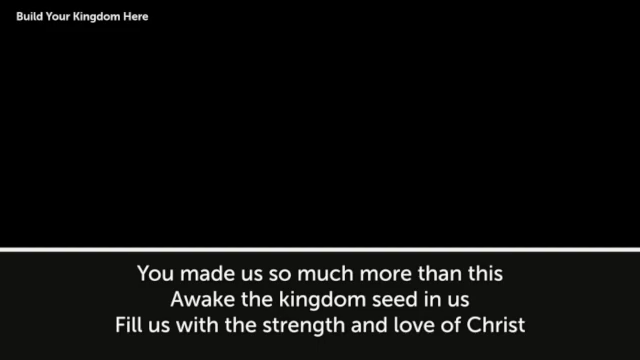 Build Your Kingdom Here
You made us so much more than this
Awake the kingdom seed in us
Fill us with the strength and love of Christ